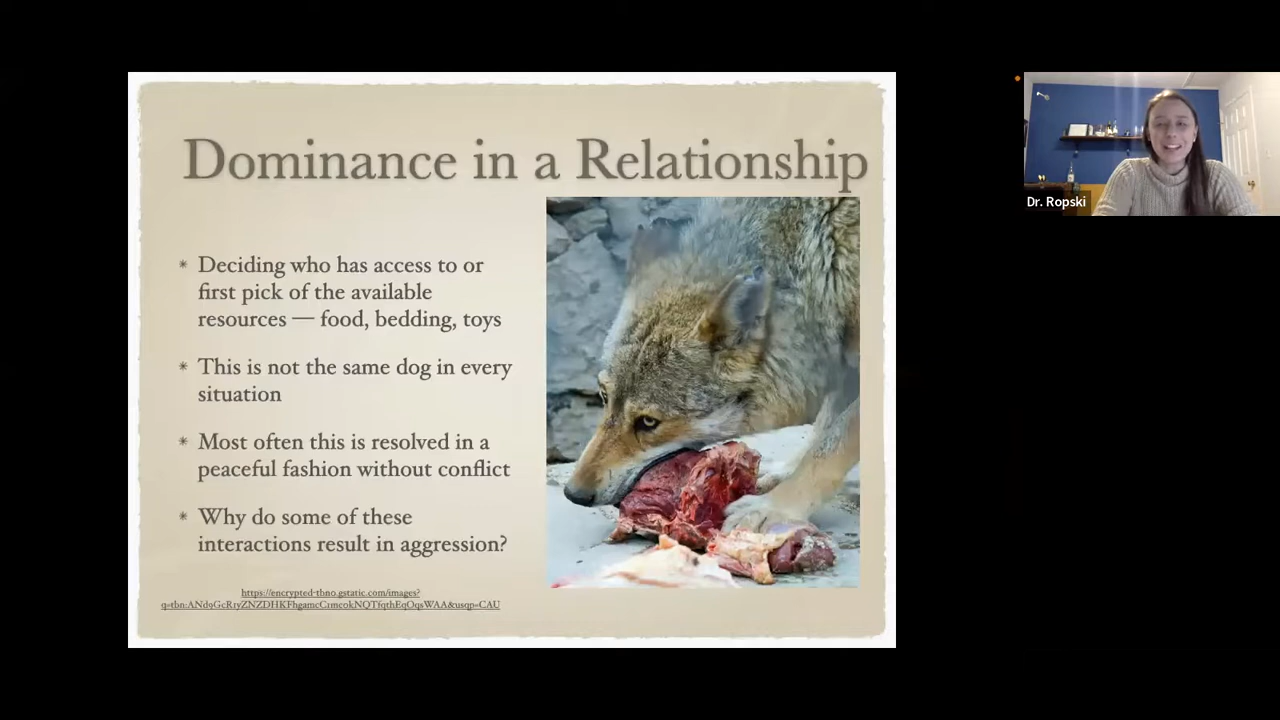 Dominance in a Relationship
* Deciding who has access to or
first pick of the available
resources — food, bedding, toys
* This is not the same dog in every
situation
* Most often this is resolved in a
peaceful fashion without conflict
* Why do some of these
interactions result in aggression?
https://encrypted-tbn0.gstatic.com/images?
Dr. Ropski